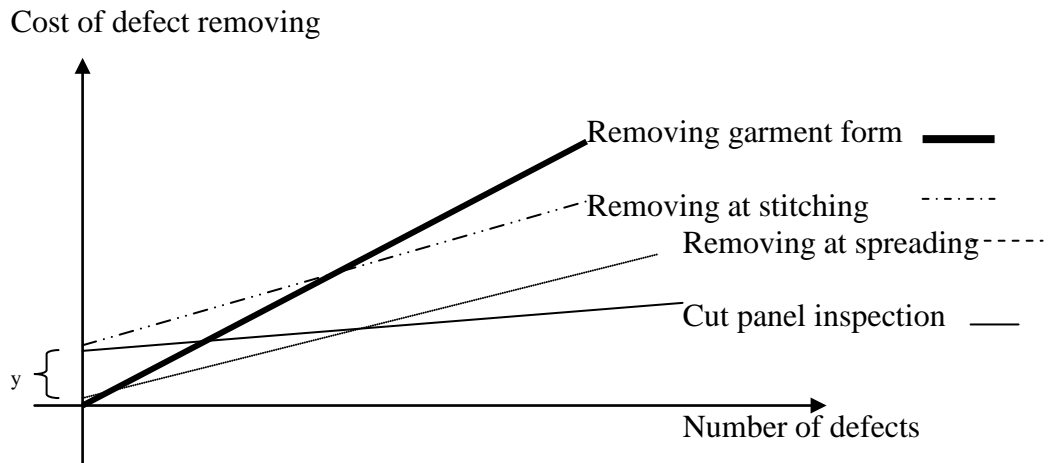 Cost of defect removing
Removing garment form
Removing at stitching
Removing at spreading
Cut panel inspection
y
Number of defects